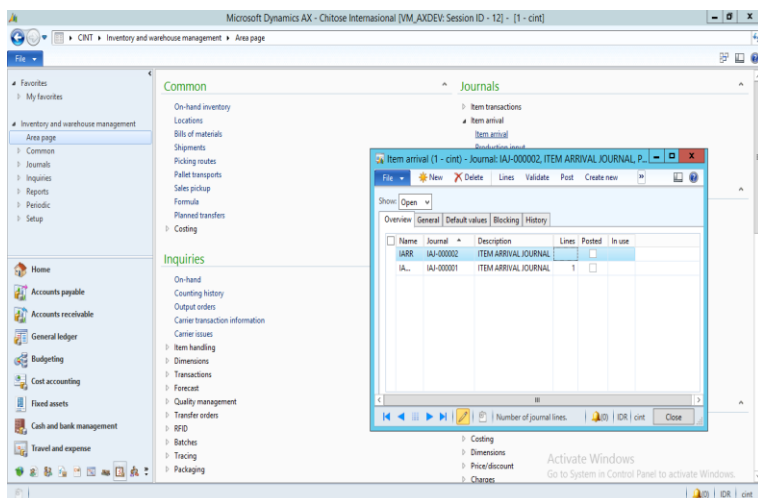 Microsoft Dynamics AX - Chitose Internasional [VM_AXDEV: Session ID - 12] - [1 - cint]
CINT Inventory and warehouse management Area page
File
Favorites
My favorites
Inventory and warehouse management
Area page
Common
Journals
Inquiries
Reports
Periodic
Setup
Home
Accounts payable
Accounts receivable
General ledger
Budgeting
Cost accounting
Fixed assets
Cash and bank management
Travel and expense
Common
On-hand inventory
Locations
Bills of materials
Shipments
Picking routes
Pallet transports
Sales pickup
Formula
Planned transfers
Costing
Inquiries
On-hand
Counting history
Output orders
Carrier transaction information
Carrier issues
Item handling
Dimensions
Transactions
Forecast
Quality management
Transfer orders
RFID
Batches
Tracing
Packaging
Journals
Item transactions
Item arrival
Item arrival
Production input
Item arrival (1 - cint) - Journal: IAJ-000002, ITEM ARRIVAL JOURNAL, P...
File New Delete Lines Validate Post Create new
Show: Open
Overview General Default values Blocking History
Name Journal Description Lines Posted In use
IARR IAJ-000002 ITEM ARRIVAL JOURNAL
IA... IAJ-000001 ITEM ARRIVAL JOURNAL 1
Number of journal lines. (0) IDR cint Close
Costing
Dimensions
Price/discount
Charges
Activate Windows
Go to System in Control Panel to activate Windows.
(0) IDR cint